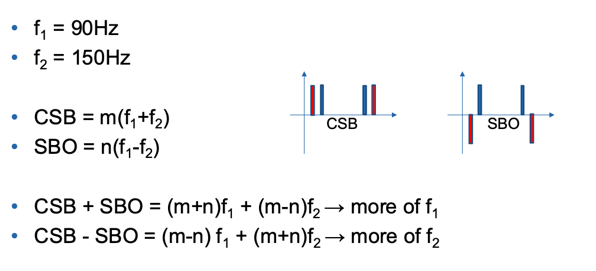 • f₁ = 90Hz
• f₂ = 150Hz
• CSB = m(f₁+f₂)
• SBO = n(f₁-f₂)
CSB
SBO
• CSB + SBO = (m+n)f₁ + (m-n)f₂ → more of f₁
• CSB - SBO = (m-n) f₁ + (m+n)f₂ → more of f₂